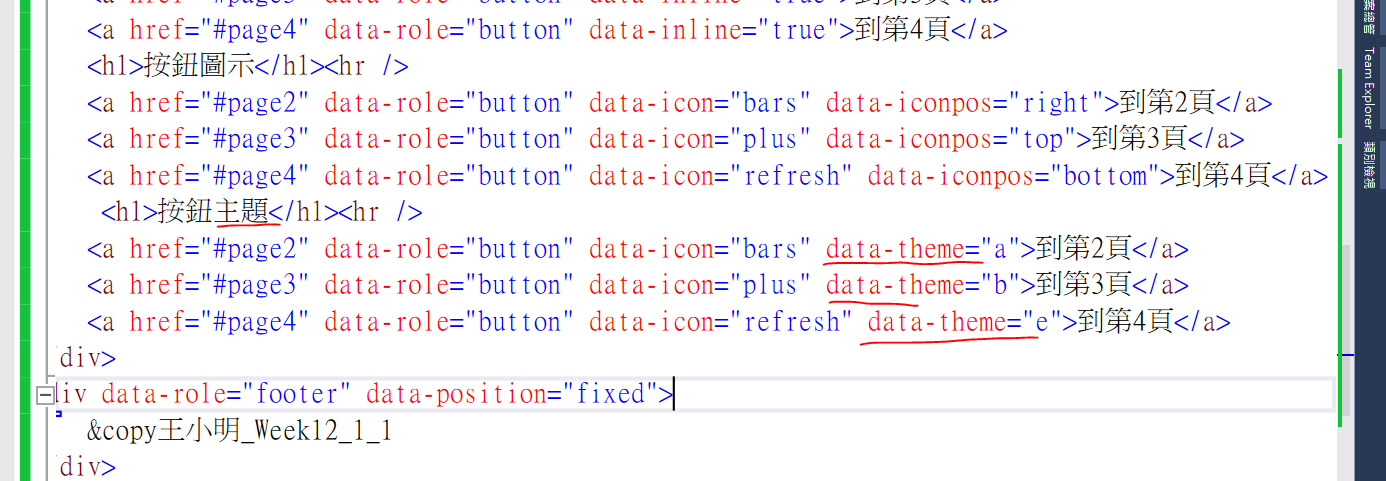 <a href="#page4" data-role="button" data-inline="true">到第4頁</a>
<h1>按鈕圖示</h1><hr />
<a href="#page2" data-role="button" data-icon="bars" data-iconpos="right">到第2頁</a>
<a href="#page3" data-role="button" data-icon="plus" data-iconpos="top">到第3頁</a>
<a href="#page4" data-role="button" data-icon="refresh" data-iconpos="bottom">到第4頁</a>
<h1>按鈕主題</h1><hr />
<a href="#page2" data-role="button" data-icon="bars" data-theme="a">到第2頁</a>
<a href="#page3" data-role="button" data-icon="plus" data-theme="b">到第3頁</a>
<a href="#page4" data-role="button" data-icon="refresh" data-theme="e">到第4頁</a>
div>
iv data-role="footer" data-position="fixed">
&copy王小明_Week12_1_1
div>
案總管
Team Explorer
類別檢視